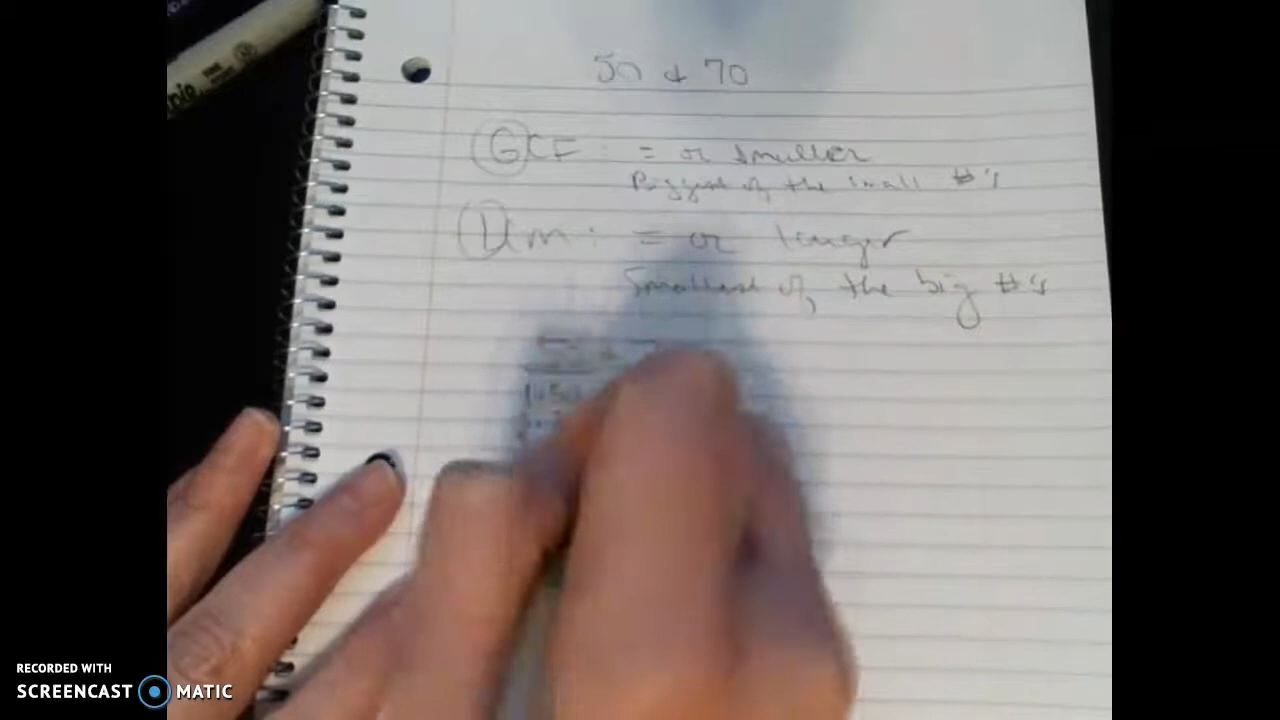 50 & 70
GCF : = or smaller
Biggest of the small #'s
LCM : = or larger
Smallest of the big #'s
RECORDED WITH
SCREENCAST MATIC